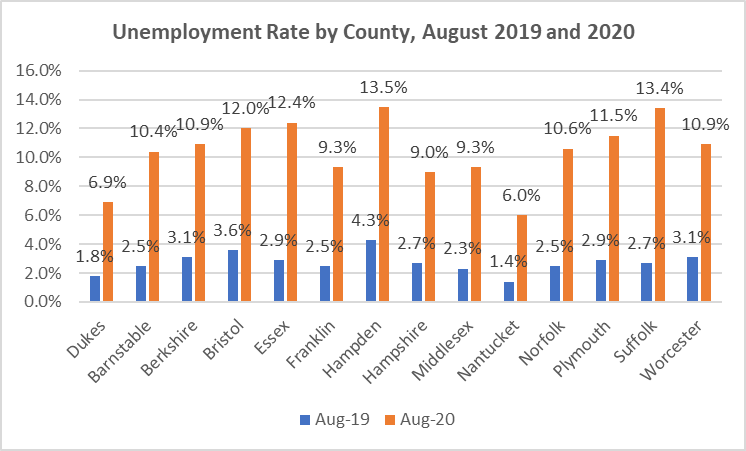 Unemployment Rate by County, August 2019 and 2020
16.0%
14.0%
12.0%
10.0%
8.0%
6.0%
4.0%
2.0%
0.0%
1.8%
6.9%
2.5%
10.4%
3.1%
10.9%
3.6%
12.0%
2.9%
12.4%
2.5%
9.3%
4.3%
13.5%
2.7%
9.0%
2.3%
9.3%
1.4%
6.0%
2.5%
10.6%
2.9%
11.5%
2.7%
13.4%
3.1%
10.9%
Dukes
Barnstable
Berkshire
Bristol
Essex
Franklin
Hampden
Hampshire
Middlesex
Nantucket
Norfolk
Plymouth
Suffolk
Worcester
Aug-19
Aug-20